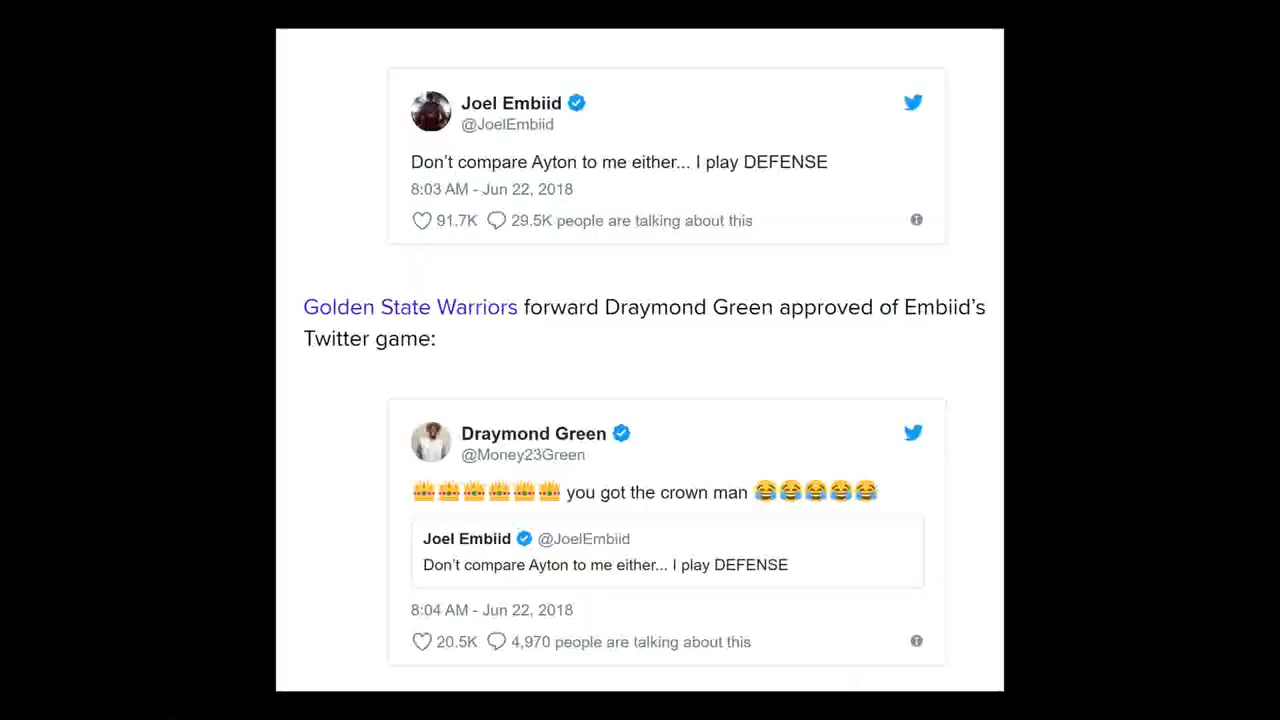 Joel Embiid
@JoelEmbiid
Don't compare Ayton to me either... I play DEFENSE
8:03 AM - Jun 22, 2018
91.7K 29.5K people are talking about this
Golden State Warriors forward Draymond Green approved of Embiid's
Twitter game:
Draymond Green
@Money23Green
👑👑👑👑👑👑 you got the crown man 😂😂😂😂😂
Joel Embiid @JoelEmbiid
Don't compare Ayton to me either... I play DEFENSE
8:04 AM - Jun 22, 2018
20.5K 4,970 people are talking about this